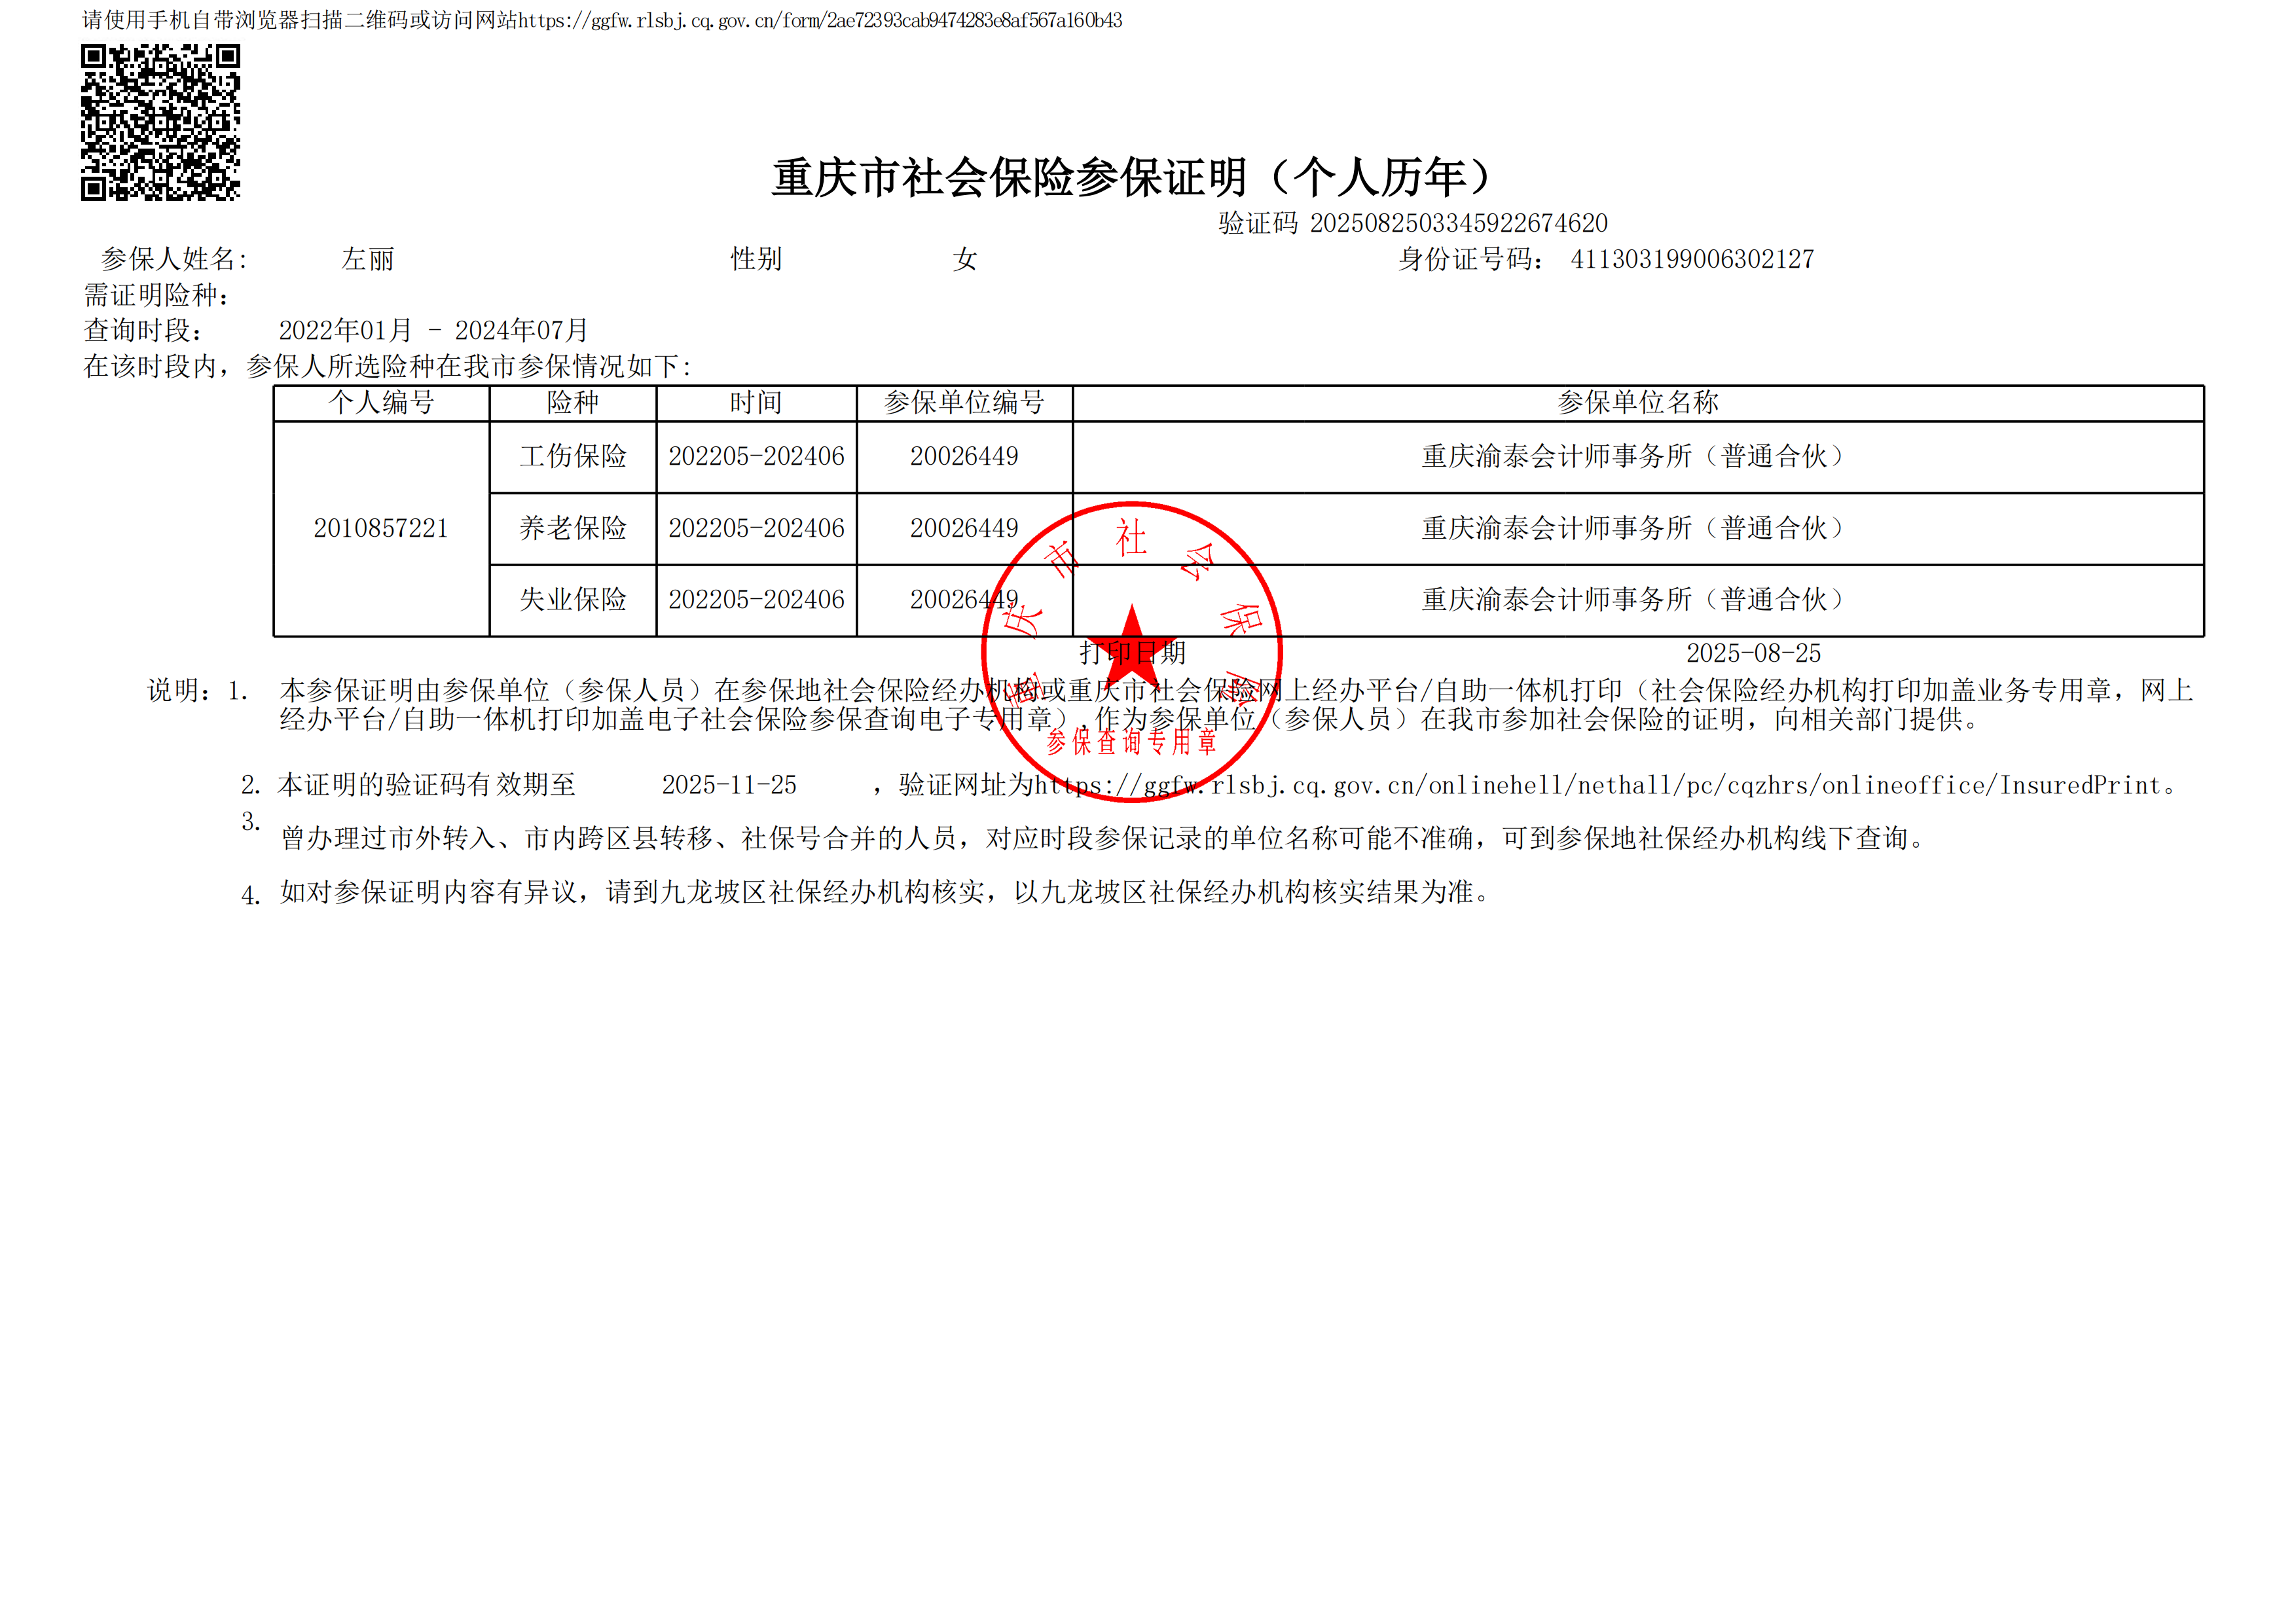 请使用手机自带浏览器扫描二维码或访问网站https://ggfw.rlsbj.cq.gov.cn/form/2ae72393cab9474283e8af567a160b43
重庆市社会保险参保证明（个人历年）
验证码 2025082503345922674620
参保人姓名: 左丽 性别 女 身份证号码： 411303199006302127
需证明险种：
查询时段： 2022年01月 - 2024年07月
在该时段内，参保人所选险种在我市参保情况如下:
个人编号 险种 时间 参保单位编号 参保单位名称
工伤保险 202205-202406 20026449 重庆渝泰会计师事务所（普通合伙）
2010857221 养老保险 202205-202406 20026449 重庆渝泰会计师事务所（普通合伙）
失业保险 202205-202406 20026449 重庆渝泰会计师事务所（普通合伙）
重庆市社会保险
参保查询专用章
打印日期 2025-08-25
说明：1. 本参保证明由参保单位（参保人员）在参保地社会保险经办机构或重庆市社会保险网上经办平台/自助一体机打印（社会保险经办机构打印加盖业务专用章，网上
经办平台/自助一体机打印加盖电子社会保险参保查询电子专用章）,作为参保单位（参保人员）在我市参加社会保险的证明，向相关部门提供。
2. 本证明的验证码有效期至 2025-11-25 ，验证网址为https://ggfw.rlsbj.cq.gov.cn/onlinehell/nethall/pc/cqzhrs/onlineoffice/InsuredPrint。
3. 曾办理过市外转入、市内跨区县转移、社保号合并的人员，对应时段参保记录的单位名称可能不准确，可到参保地社保经办机构线下查询。
4. 如对参保证明内容有异议，请到九龙坡区社保经办机构核实，以九龙坡区社保经办机构核实结果为准。